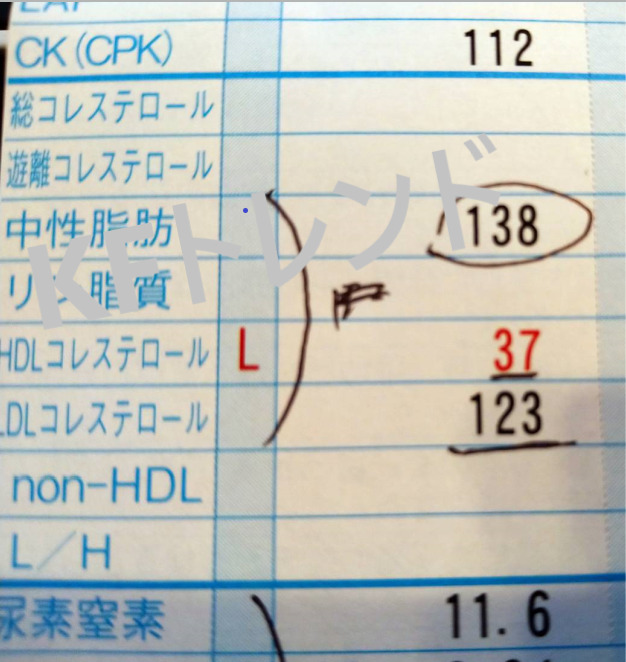 CK(CPK) 112
総コレステロール
遊離コレステロール
中性脂肪 138
リン脂質
HDLコレステロール L 37
LDLコレステロール 123
non-HDL
L/H
尿素窒素 11.6
KFトレンド